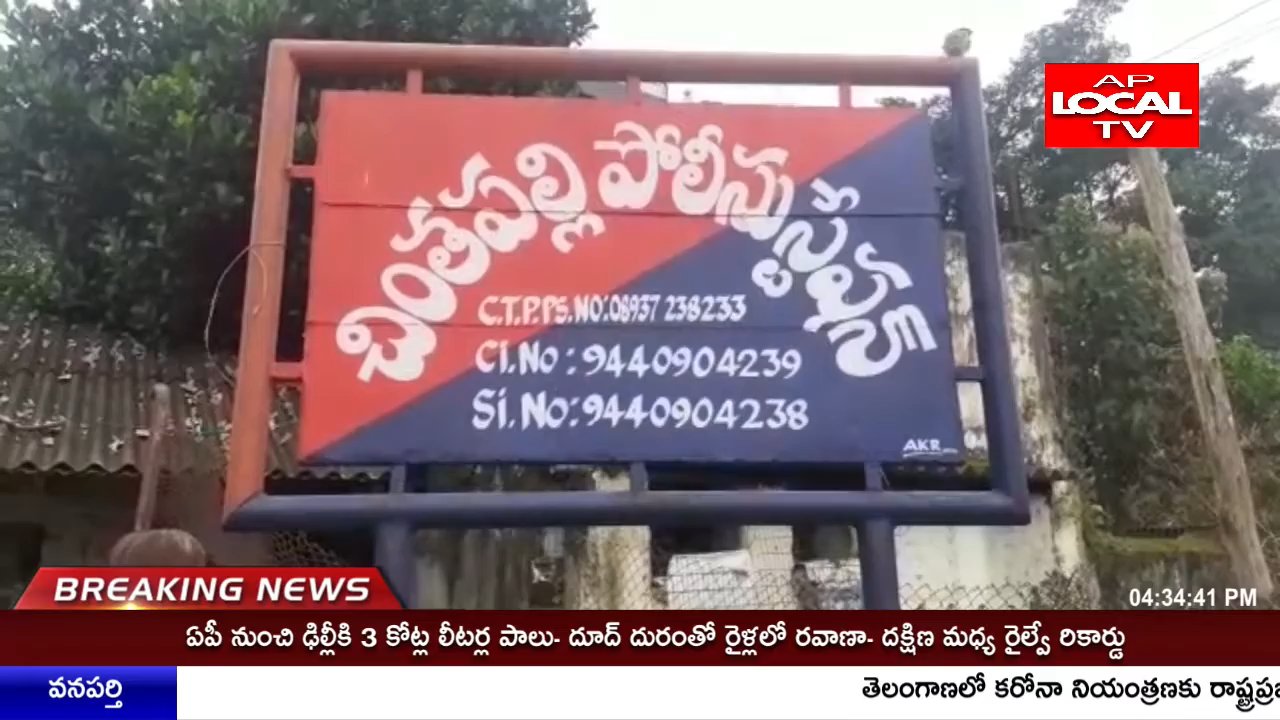 AP
LOCAL
TV
చింతపల్లి పోలీసు స్టేషన్
C.T.P.PS.NO:08937 238233
CI.NO:9440904239
Si.No:9440904238
AKR
BREAKING NEWS
04:34:41 PM
ఏపీ నుంచి ఢిల్లీకి 3 కోట్ల లీటర్ల పాలు- దూద్ దురంతో రైళ్లలో రవాణా- దక్షిణ మధ్య రైల్వే రికార్డు
వనపర్తి
తెలంగాణలో కరోనా నియంత్రణకు